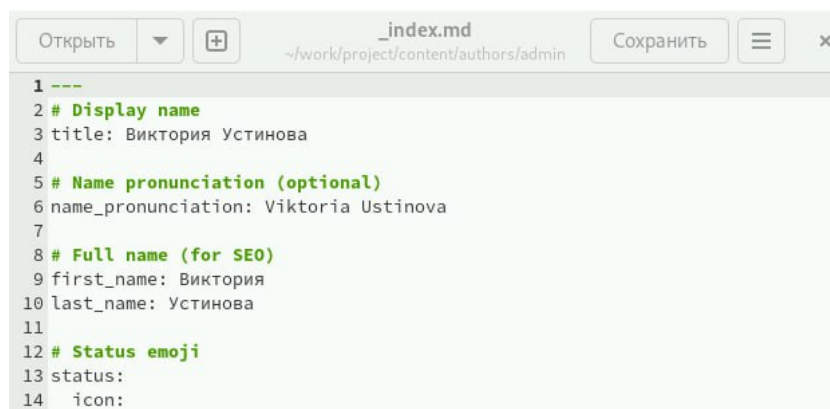 Открыть
_index.md
~/work/project/content/authors/admin
Сохранить
1 ---
2 # Display name
3 title: Виктория Устинова
4
5 # Name pronunciation (optional)
6 name_pronunciation: Viktoria Ustinova
7
8 # Full name (for SEO)
9 first_name: Виктория
10 last_name: Устинова
11
12 # Status emoji
13 status:
14   icon: